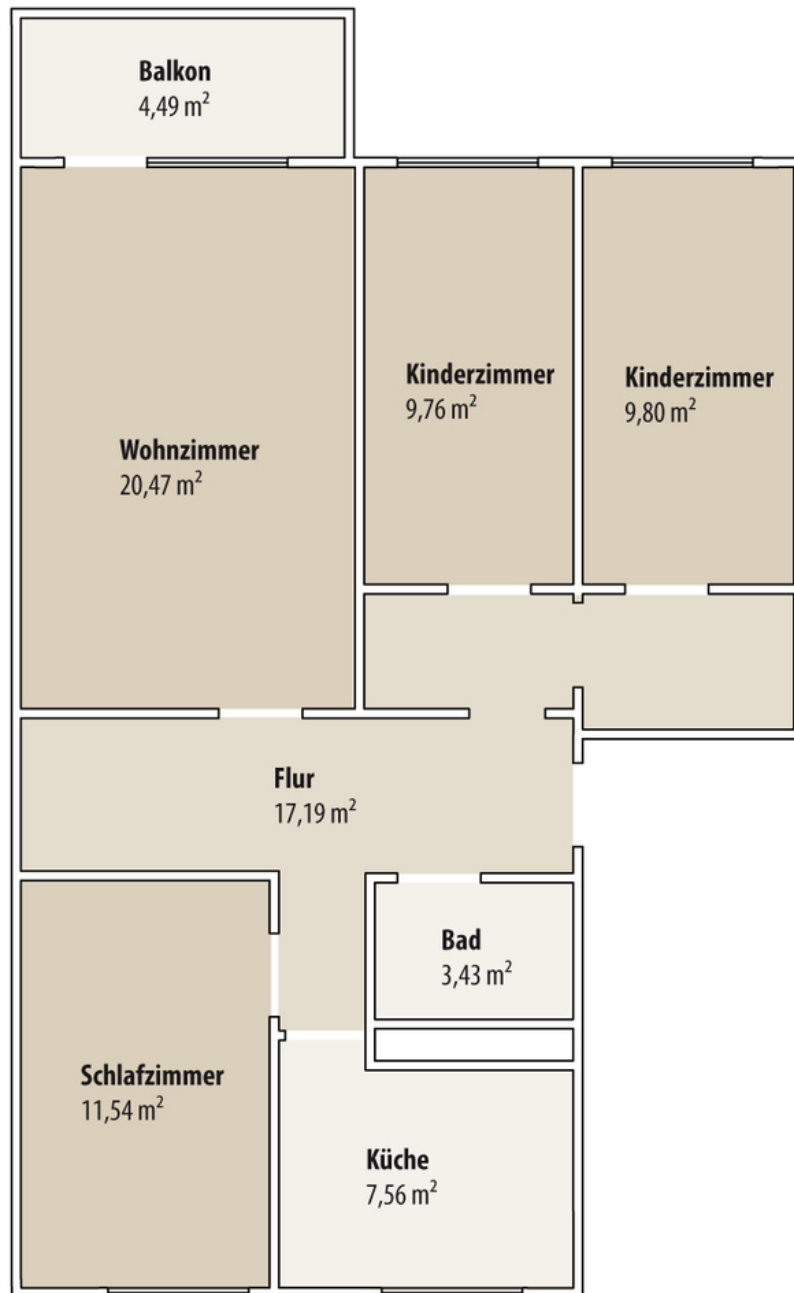 Balkon
4,49 m²
Kinderzimmer
9,76 m²
Kinderzimmer
9,80 m²
Wohnzimmer
20,47 m²
Flur
17,19 m²
Bad
3,43 m²
Schlafzimmer
11,54 m²
Küche
7,56 m²